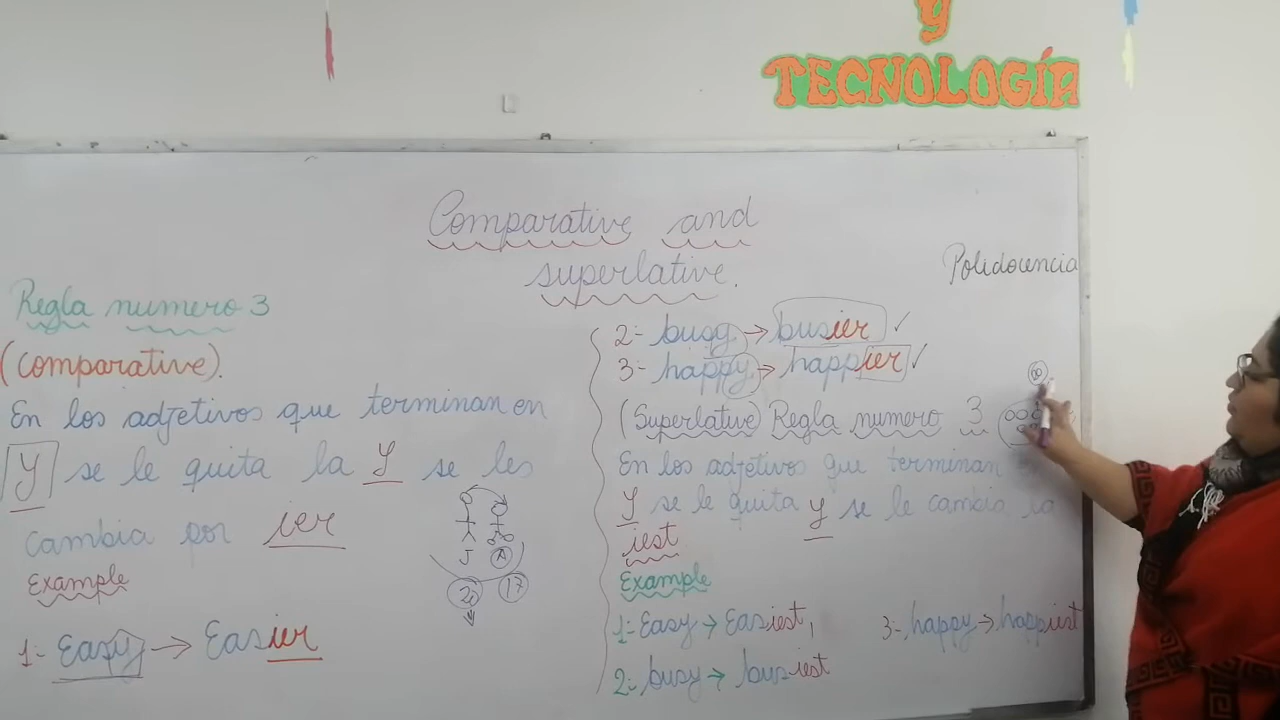 Y
TECNOLOGÍA
Comparative and
superlative.
Polidocencia
Regla numero 3
(comparative).
En los adjetivos que terminan en
Y se le quita la Y se les
cambia por ier
Example
1:- Easy → Easier
21 17
2:- busy → busier ✓
3:- happy → happier ✓
(Superlative) Regla numero 3
En los adjetivos que terminan
Y se le quita y se le cambia la
iest
Example
1:- Easy → Easiest,
2:- busy → busiest
3:- happy → happiest